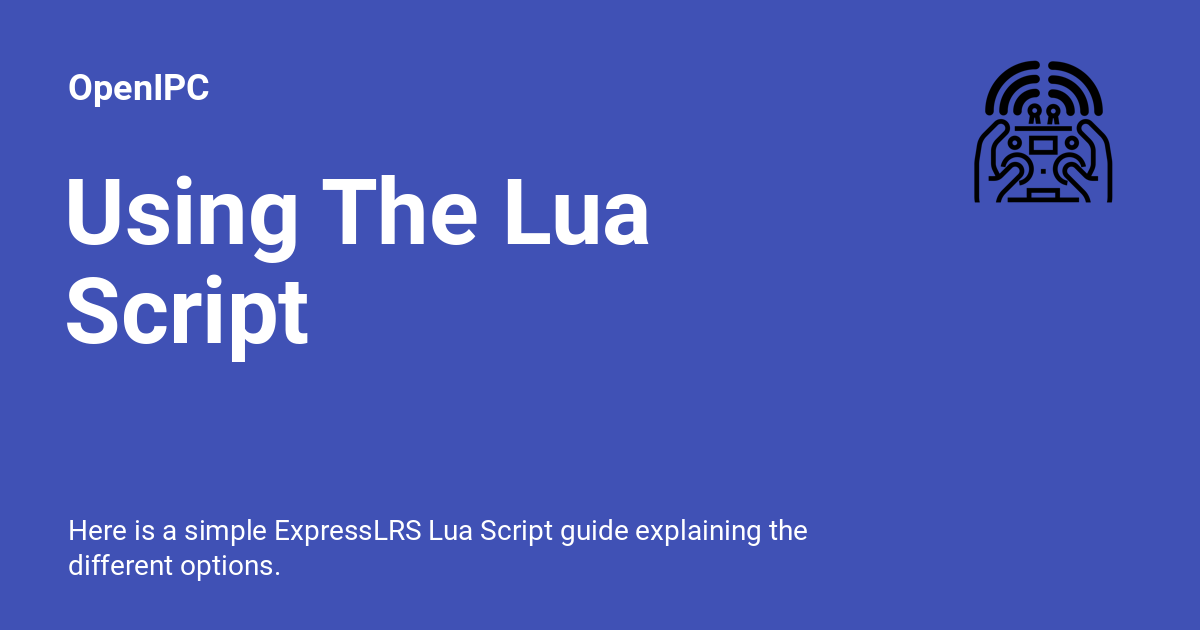 OpenIPC
Using The Lua
Script
Here is a simple ExpressLRS Lua Script guide explaining the
different options.